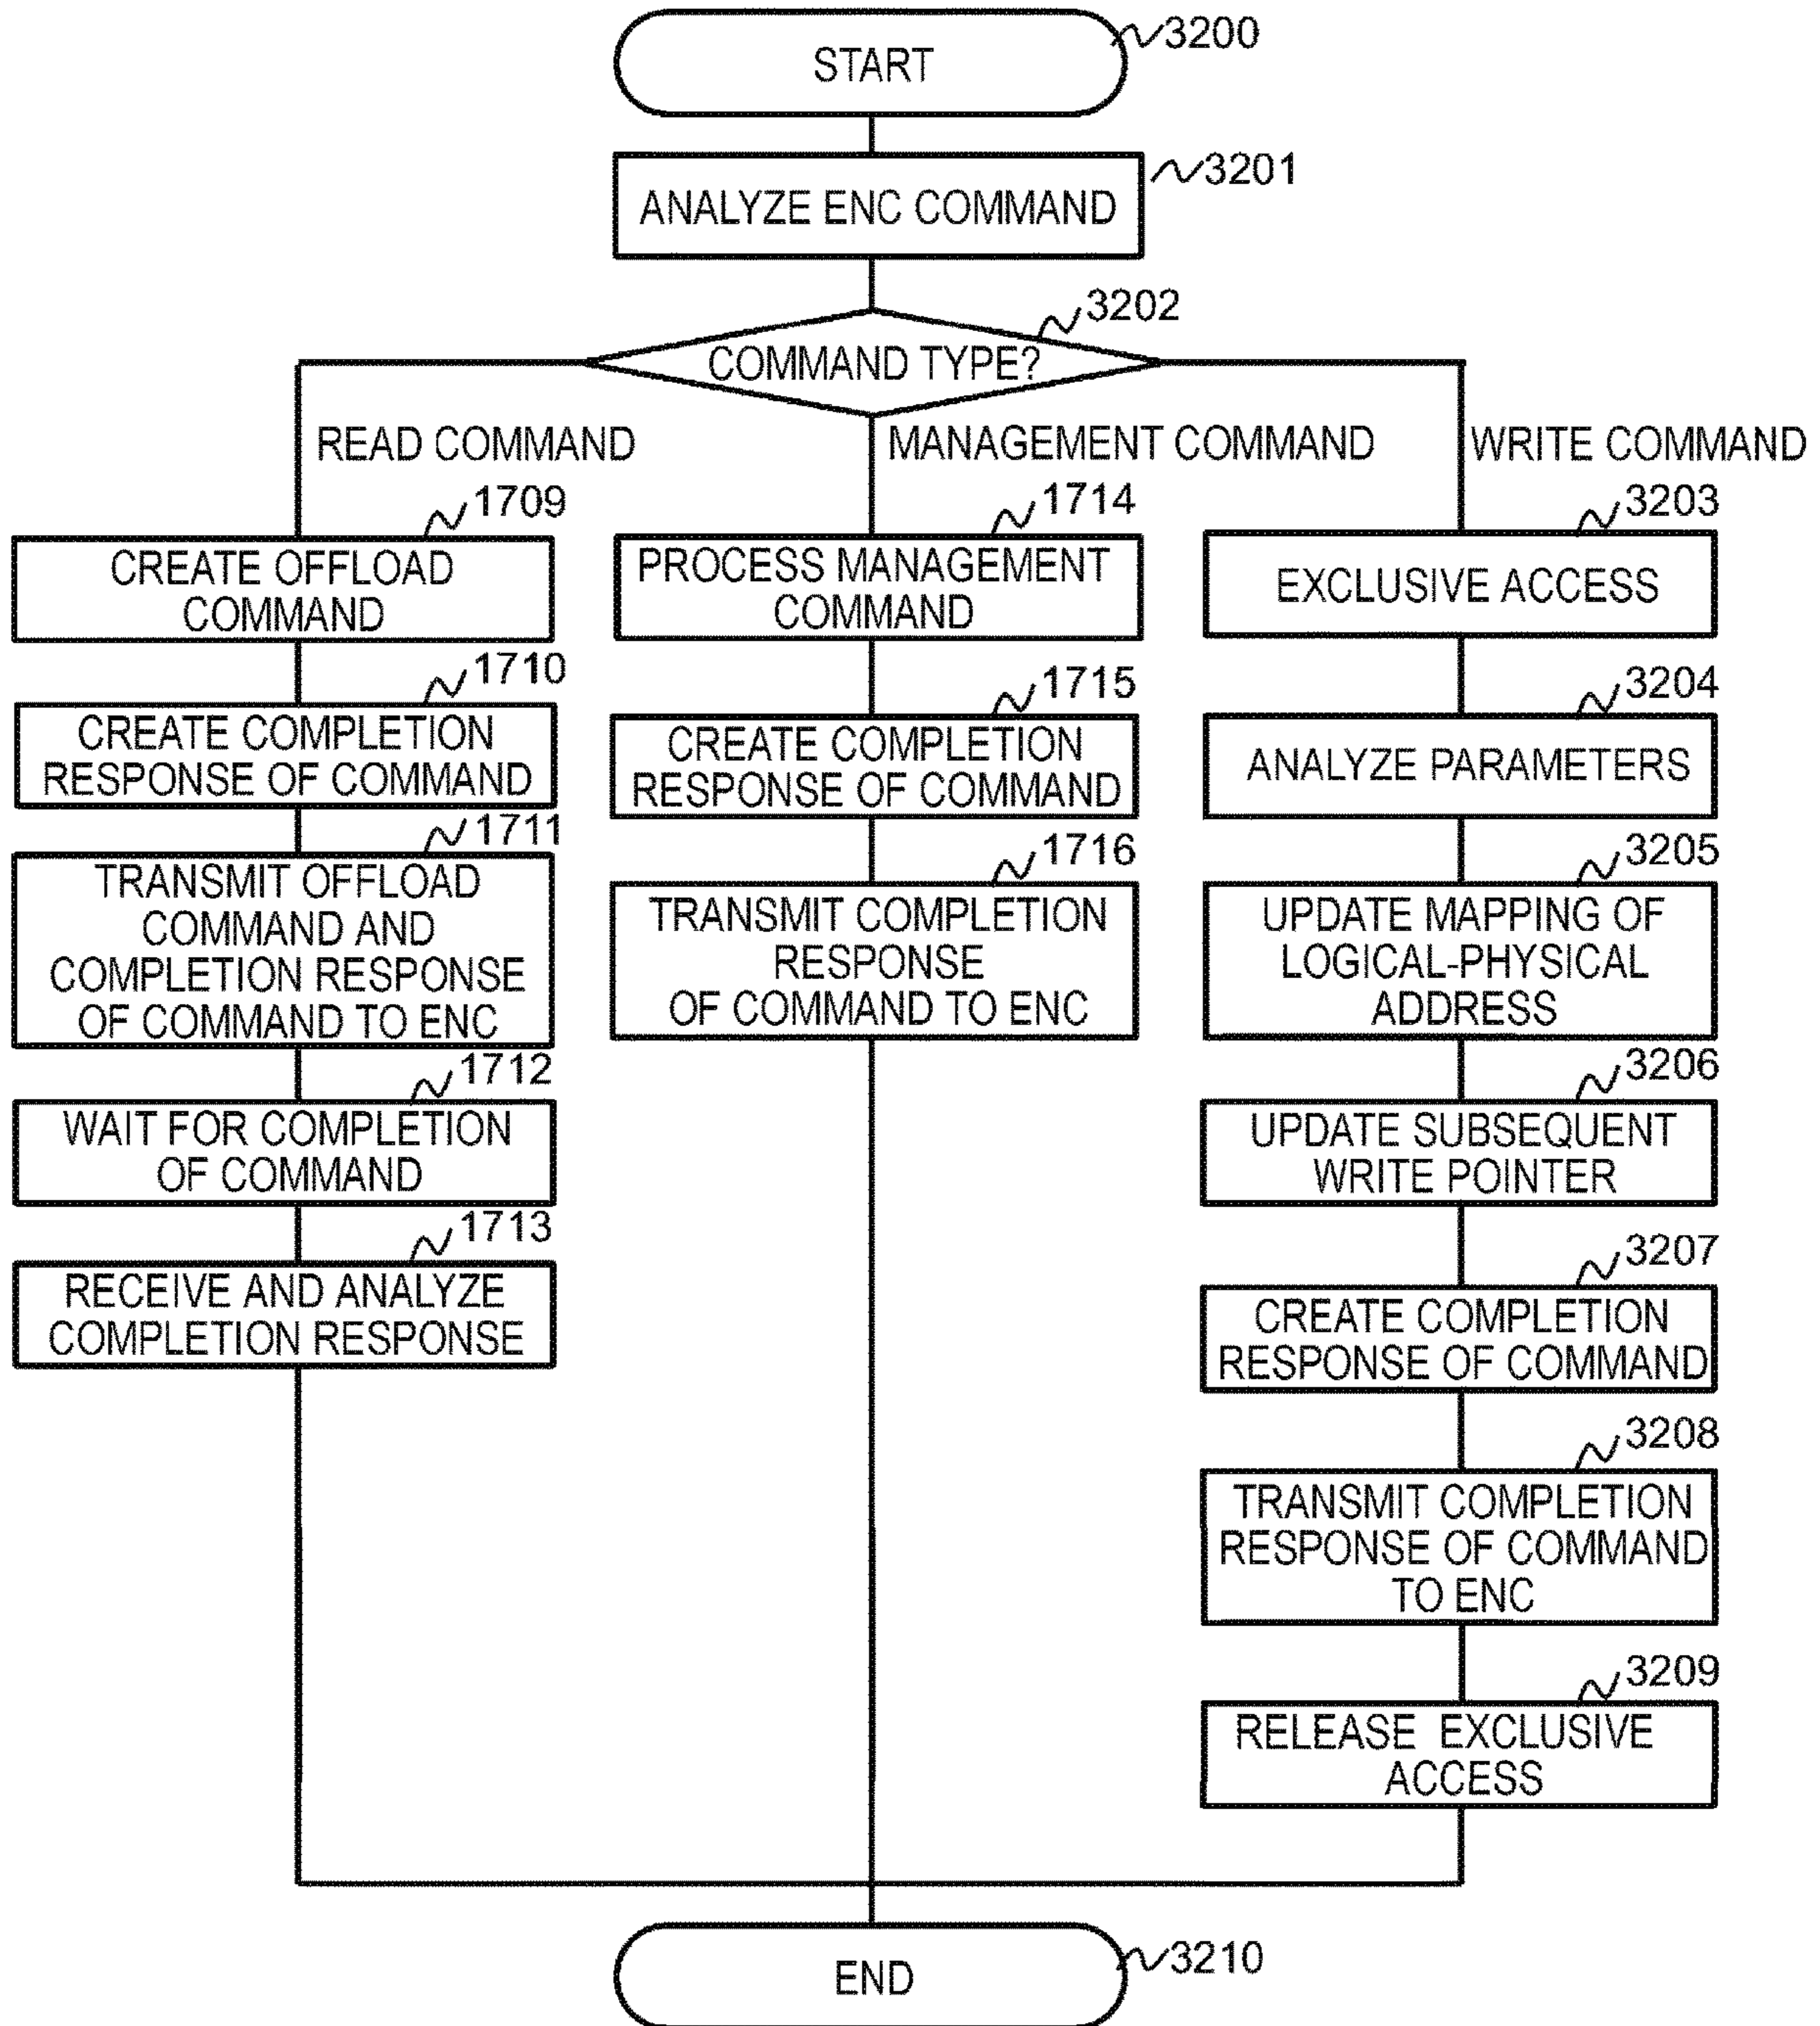 3200
START
3201
ANALYZE ENC COMMAND
3202
COMMAND TYPE?
READ COMMAND
MANAGEMENT COMMAND
WRITE COMMAND
1709
CREATE OFFLOAD
COMMAND
1710
CREATE COMPLETION
RESPONSE OF COMMAND
1711
TRANSMIT OFFLOAD
COMMAND AND
COMPLETION RESPONSE
OF COMMAND TO ENC
1712
WAIT FOR COMPLETION
OF COMMAND
1713
RECEIVE AND ANALYZE
COMPLETION RESPONSE
1714
PROCESS MANAGEMENT
COMMAND
1715
CREATE COMPLETION
RESPONSE OF COMMAND
1716
TRANSMIT COMPLETION
RESPONSE
OF COMMAND TO ENC
3203
EXCLUSIVE ACCESS
3204
ANALYZE PARAMETERS
3205
UPDATE MAPPING OF
LOGICAL-PHYSICAL
ADDRESS
3206
UPDATE SUBSEQUENT
WRITE POINTER
3207
CREATE COMPLETION
RESPONSE OF COMMAND
3208
TRANSMIT COMPLETION
RESPONSE OF COMMAND
TO ENC
3209
RELEASE EXCLUSIVE
ACCESS
3210
END